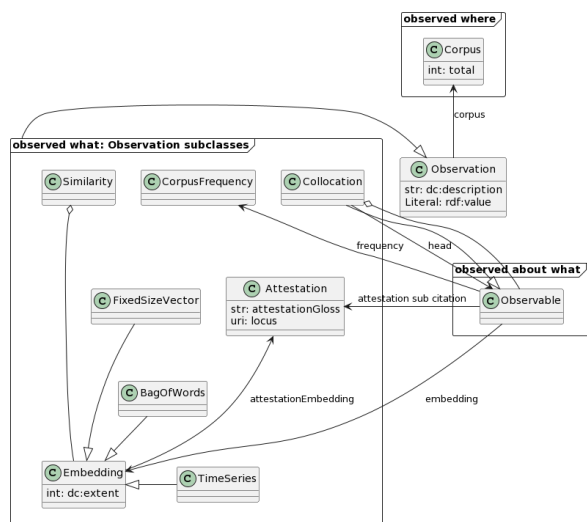 observed where
C Corpus
int: total
corpus
observed what: Observation subclasses
C Similarity
C CorpusFrequency
C Collocation
C Observation
str: dc:description
Literal: rdf:value
frequency
head
observed about what
C Observable
C FixedSizeVector
C Attestation
str: attestationGloss
uri: locus
attestation sub citation
C BagOfWords
attestationEmbedding
embedding
C Embedding
int: dc:extent
C TimeSeries